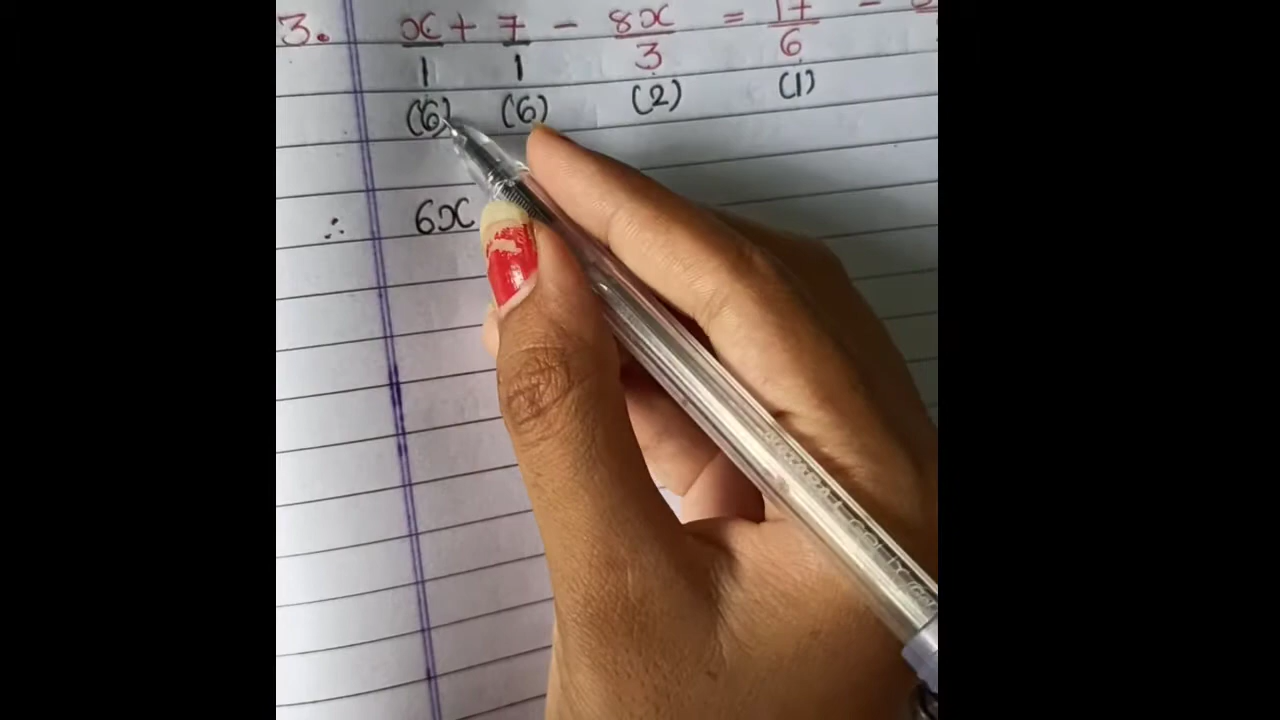 3. x/1 + 7/1 - 8x/3 = 17/6 -
(6) (6) (2) (1)
∴ 6x